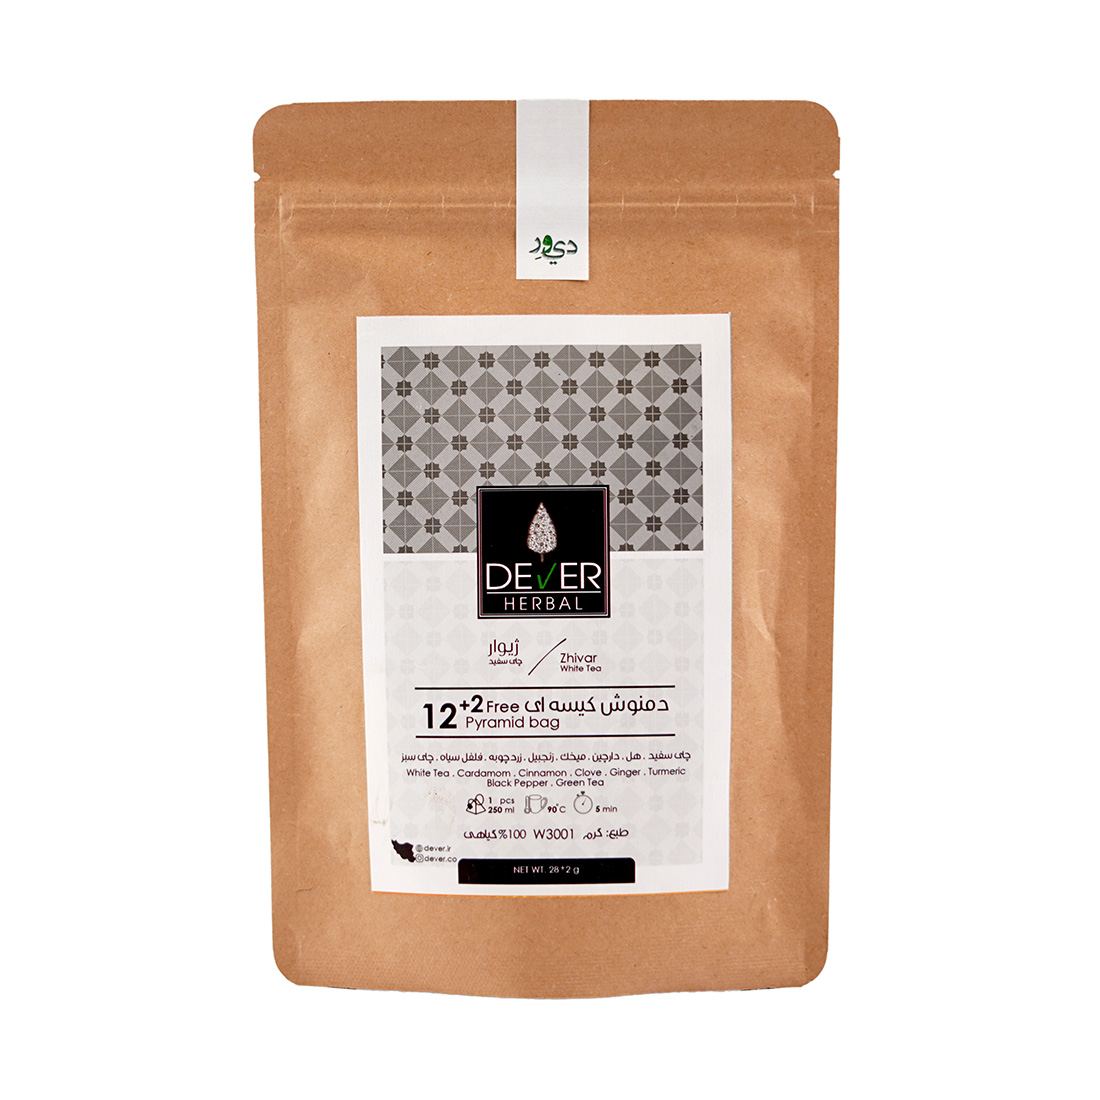 دیور
DEVER
HERBAL
ژیوار
چای سفید
Zhivar
White Tea
12+2 Free دمنوش کیسه ای
Pyramid bag
چای سفید . هل . دارچین . میخک . زنجبیل . زردچوبه . فلفل سیاه . چای سبز
White Tea . Cardamom . Cinnamon . Clove . Ginger . Turmeric
Black Pepper . Green Tea
1 pcs
250 ml
90°C
5 min
طبع: گرم W3001 100% گیاهی
dever.ir
dever.co
NET WT. 28+2 g